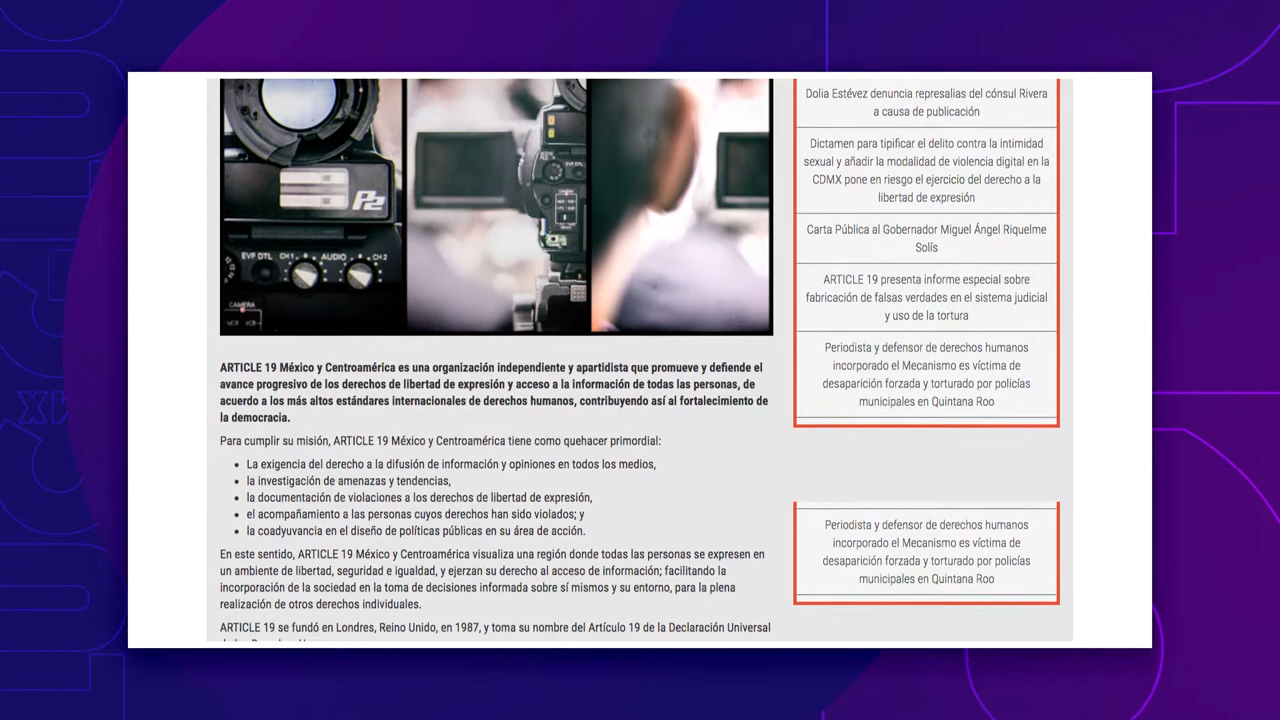 P2
EVF DTL
CH 1
AUDIO
CH 2
CAMERA
EVF DTL
Dolia Estévez denuncia represalias del cónsul Rivera
a causa de publicación
Dictamen para tipificar el delito contra la intimidad
sexual y añadir la modalidad de violencia digital en la
CDMX pone en riesgo el ejercicio del derecho a la
libertad de expresión
Carta Pública al Gobernador Miguel Ángel Riquelme
Solís
ARTICLE 19 presenta informe especial sobre
fabricación de falsas verdades en el sistema judicial
y uso de la tortura
Periodista y defensor de derechos humanos
incorporado el Mecanismo es víctima de
desaparición forzada y torturado por policías
municipales en Quintana Roo
ARTICLE 19 México y Centroamérica es una organización independiente y apartidista que promueve y defiende el
avance progresivo de los derechos de libertad de expresión y acceso a la información de todas las personas, de
acuerdo a los más altos estándares internacionales de derechos humanos, contribuyendo así al fortalecimiento de
la democracia.
Para cumplir su misión, ARTICLE 19 México y Centroamérica tiene como quehacer primordial:
La exigencia del derecho a la difusión de información y opiniones en todos los medios,
la investigación de amenazas y tendencias,
la documentación de violaciones a los derechos de libertad de expresión,
el acompañamiento a las personas cuyos derechos han sido violados; y
la coadyuvancia en el diseño de políticas públicas en su área de acción.
En este sentido, ARTICLE 19 México y Centroamérica visualiza una región donde todas las personas se expresen en
un ambiente de libertad, seguridad e igualdad, y ejerzan su derecho al acceso de información; facilitando la
incorporación de la sociedad en la toma de decisiones informada sobre sí mismos y su entorno, para la plena
realización de otros derechos individuales.
ARTICLE 19 se fundó en Londres, Reino Unido, en 1987, y toma su nombre del Artículo 19 de la Declaración Universal
Periodista y defensor de derechos humanos
incorporado el Mecanismo es víctima de
desaparición forzada y torturado por policías
municipales en Quintana Roo